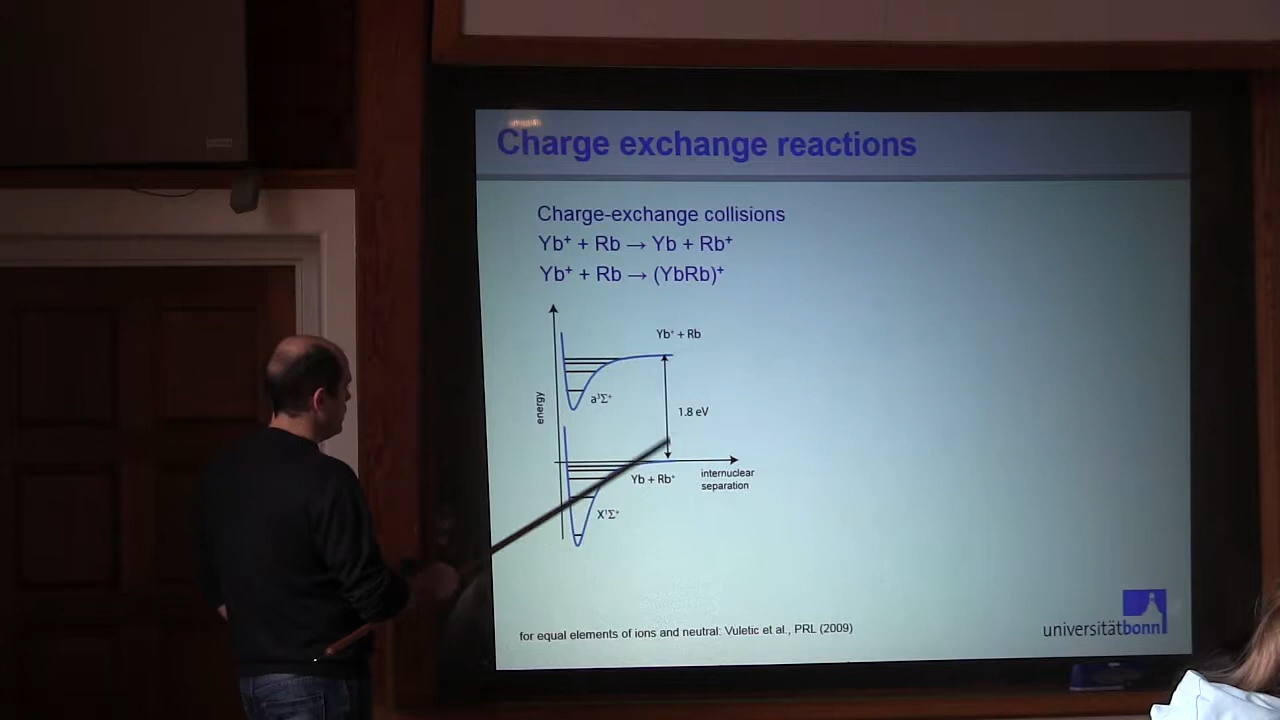 Charge exchange reactions
Charge-exchange collisions
Yb⁺ + Rb → Yb + Rb⁺
Yb⁺ + Rb → (YbRb)⁺
Yb⁺ + Rb
a³Σ⁺
1.8 eV
energy
Yb + Rb⁺
internuclear
separation
X¹Σ⁺
for equal elements of ions and neutral: Vuletic et al., PRL (2009)
universitätbonn